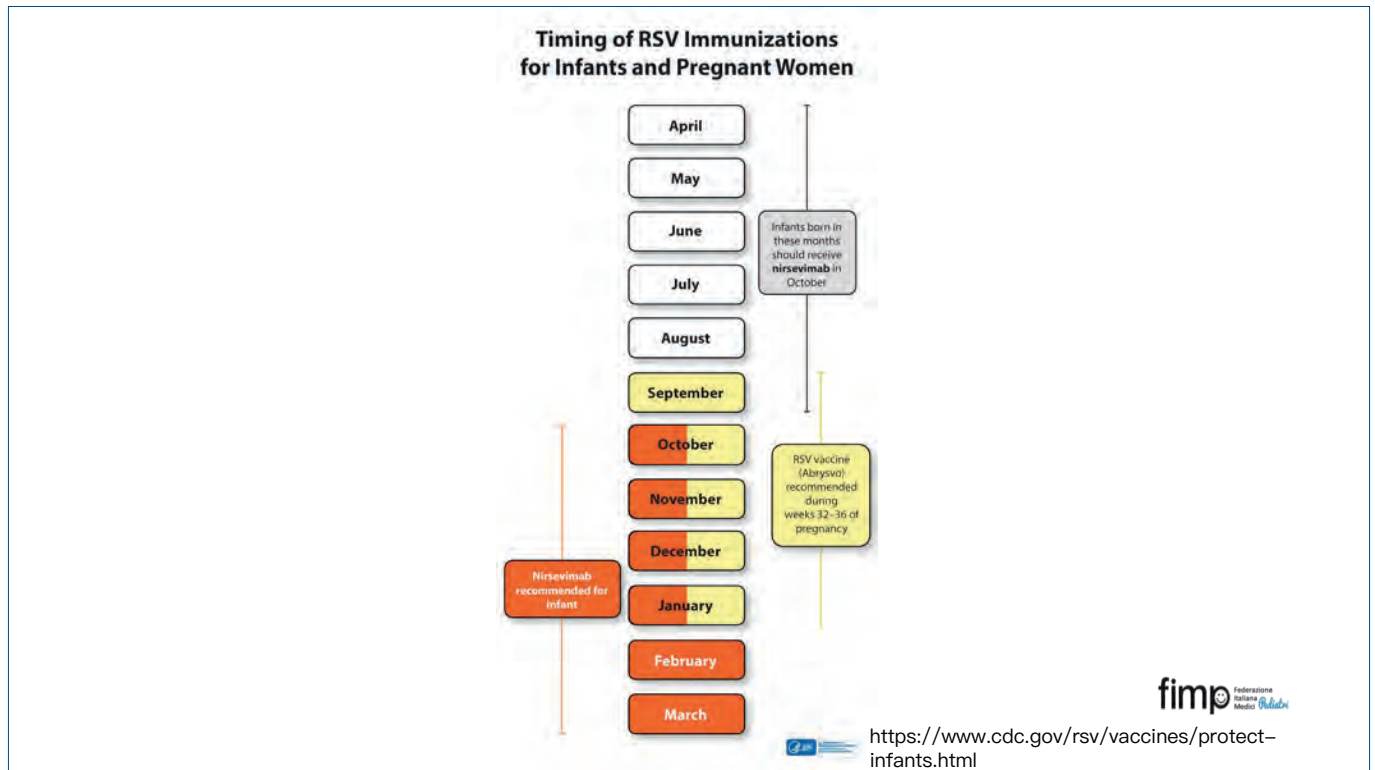 Timing of RSV Immunizations
for Infants and Pregnant Women
April
May
June
July
August
September
October
November
December
January
February
March
Infants born in
these months
should receive
nirsevimab in
October
RSV vaccine
(Abrysvo)
recommended
during
weeks 32-36 of
pregnancy
Nirsevimab
recommended for
infant
fimp
Federazione
Italiana
Medici Pediatri
https://www.cdc.gov/rsv/vaccines/protect-
infants.html